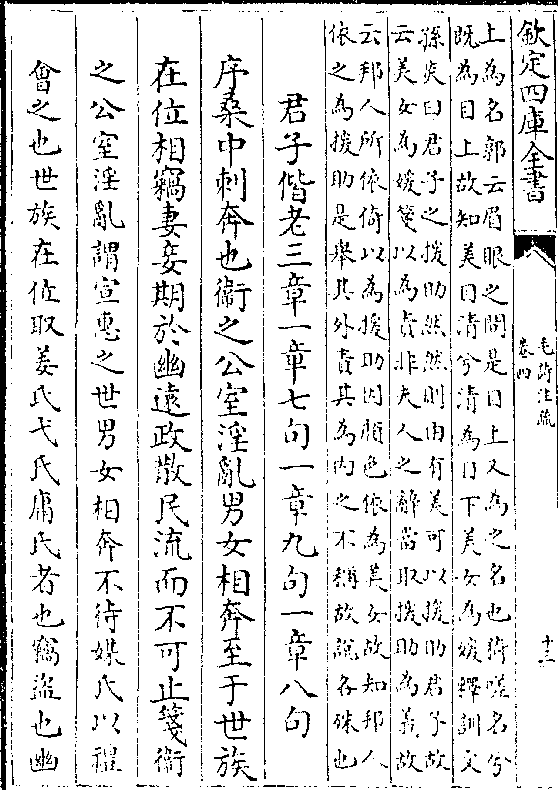 欽定四庫全書
毛詩注疏
卷四
十三
上為名郭云眉眼之間是目上又為之名也猗嗟名兮
既為目上故知美目清兮清為目下美女為媛釋訓文
孫炎曰君子之援助然然則由有美可以援助君子故
云美女為媛箋以為責非夫人之辭當取援助為義故
云邦人所依倚以為援助因顔色依為美女故知邦人
依之為援助是舉其外責其為内之不稱故説各殊也
君子偕老三章一章七句一章九句一章八句
序桑中刺奔也衛之公室淫亂男女相奔至于世族
在位相竊妻妾期於幽遠政散民流而不可止箋衛
之公室淫亂謂宣惠之世男女相奔不待媒氏以禮
會之也世族在位取姜氏弋氏庸氏者也竊盜也幽